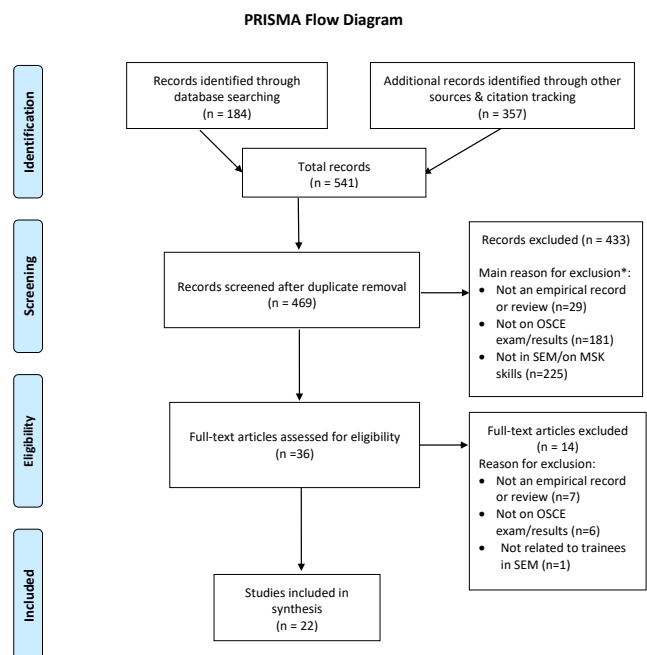 PRISMA Flow Diagram
Identification
Records identified through
database searching
(n = 184)
Additional records identified through other
sources & citation tracking
(n = 357)
Total records
(n = 541)
Screening
Records screened after duplicate removal
(n = 469)
Records excluded (n = 433)
Main reason for exclusion*:
• Not an empirical record
or review (n=29)
• Not on OSCE
exam/results (n=181)
• Not in SEM/on MSK
skills (n=225)
Eligibility
Full-text articles assessed for eligibility
(n =36)
Full-text articles excluded
(n = 14)
Reason for exclusion:
• Not an empirical record
or review (n=7)
• Not on OSCE
exam/results (n=6)
• Not related to trainees
in SEM (n=1)
Included
Studies included in
synthesis
(n = 22)